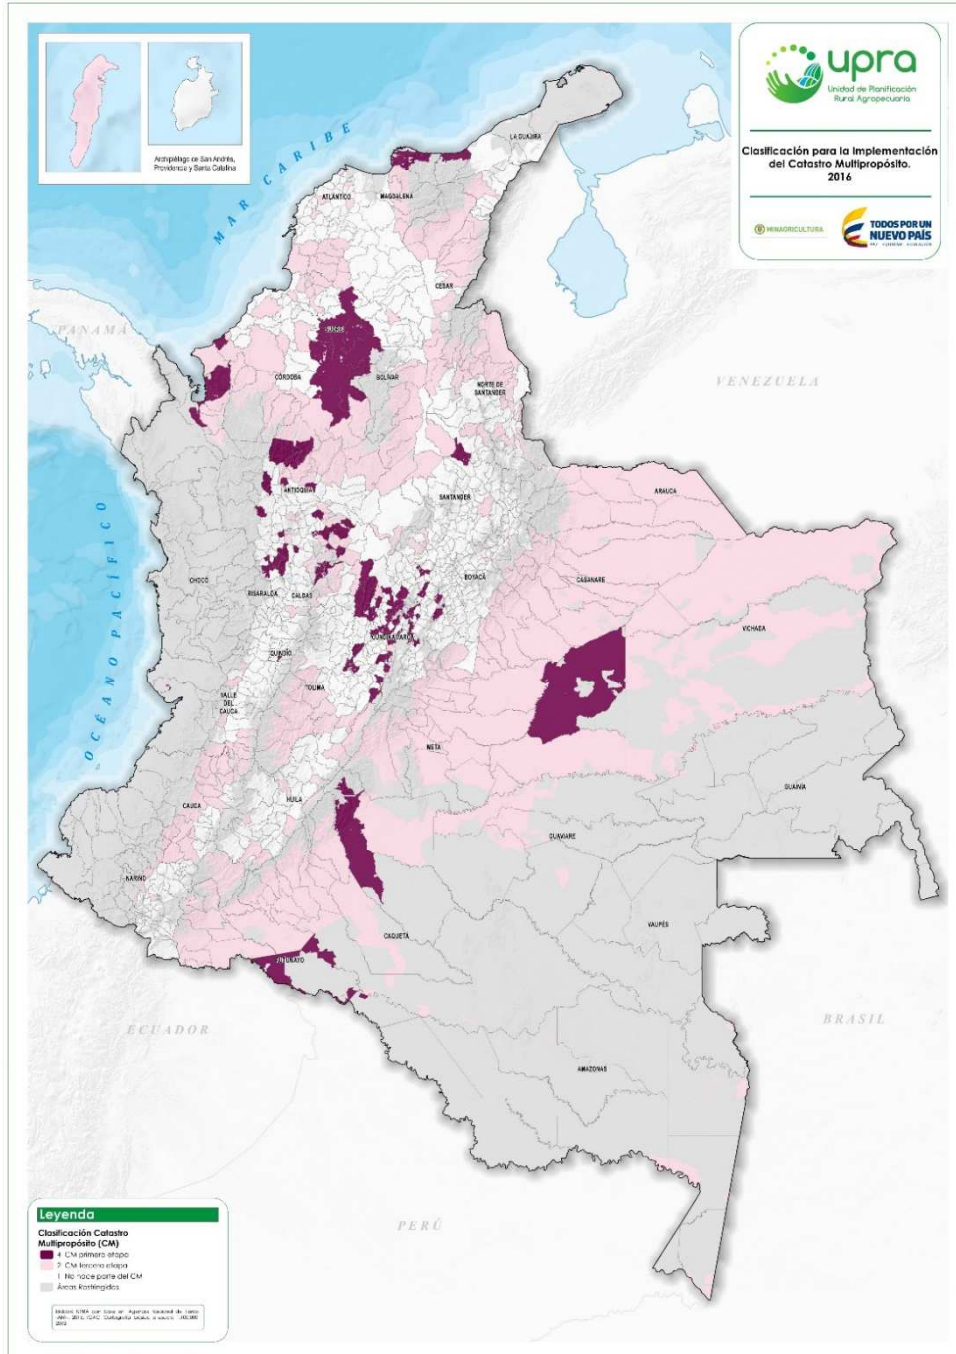 upra
Unidad de Planificación
Rural Agropecuaria
Clasificación para la Implementación
del Catastro Multipropósito.
2016
MINAGRICULTURA
TODOS POR UN
NUEVO PAÍS
PAZ EQUIDAD EDUCACIÓN
Archipiélago de San Andrés,
Providencia y Santa Catalina
MAR CARIBE
LA GUAJIRA
ATLÁNTICO
MAGDALENA
CESAR
PANAMÁ
SUCRE
CÓRDOBA
BOLÍVAR
NORTE DE
SANTANDER
VENEZUELA
ANTIOQUIA
SANTANDER
ARAUCA
OCÉANO PACÍFICO
CHOCÓ
RISARALDA
CALDAS
BOYACÁ
CASANARE
CUNDINAMARCA
VICHADA
QUINDÍO
TOLIMA
VALLE
DEL
CAUCA
META
CAUCA
HUILA
GUAINÍA
GUAVIARE
NARIÑO
VAUPÉS
CAQUETÁ
PUTUMAYO
ECUADOR
BRASIL
AMAZONAS
PERÚ
Leyenda
Clasificación Catastro
Multipropósito (CM)
4 CM primera etapa
2 CM tercera etapa
1 No hace parte del CM
Áreas Restringidas